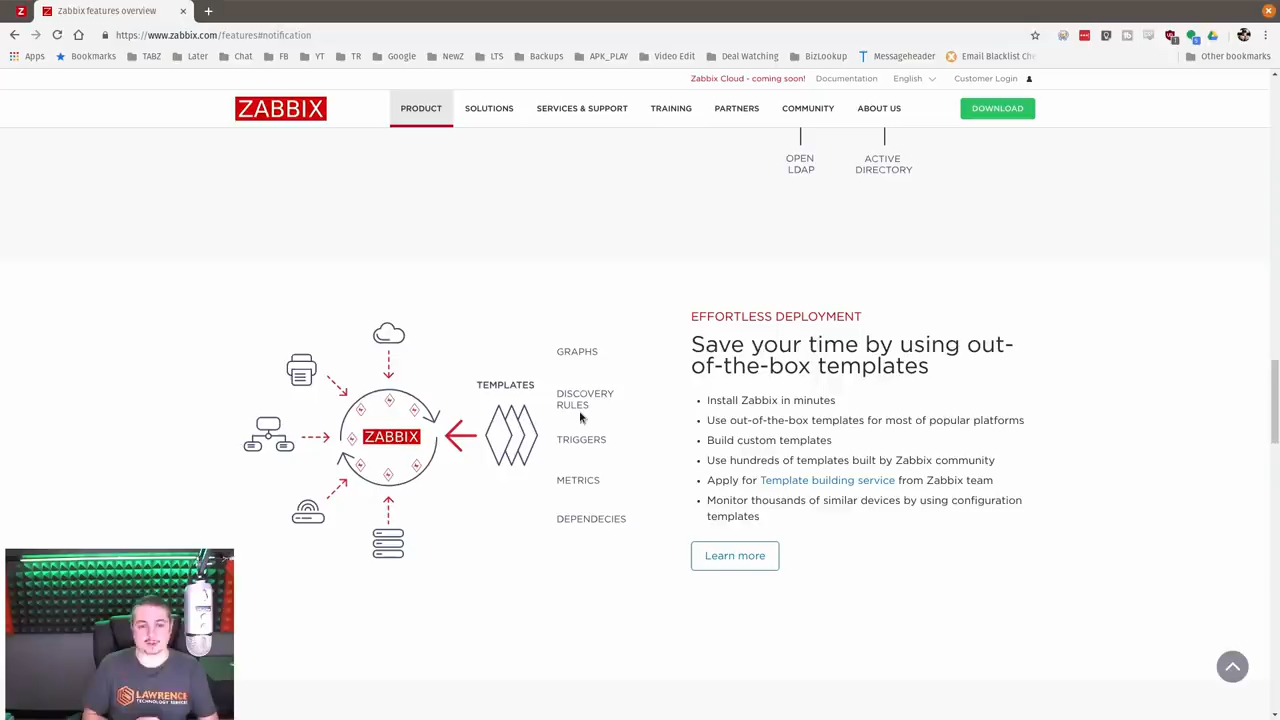 Zabbix features overview
https://www.zabbix.com/features#notification
Apps
Bookmarks
TABZ
Later
Chat
FB
YT
TR
Google
NewZ
LTS
Backups
APK_PLAY
Video Edit
Deal Watching
BizLookup
Messageheader
Email Blacklist Che
Other bookmarks
Zabbix Cloud - coming soon!
Documentation
English
Customer Login
ZABBIX
PRODUCT
SOLUTIONS
SERVICES & SUPPORT
TRAINING
PARTNERS
COMMUNITY
ABOUT US
DOWNLOAD
OPEN
LDAP
ACTIVE
DIRECTORY
ZABBIX
TEMPLATES
GRAPHS
DISCOVERY
RULES
TRIGGERS
METRICS
DEPENDECIES
EFFORTLESS DEPLOYMENT
Save your time by using out-
of-the-box templates
• Install Zabbix in minutes
• Use out-of-the-box templates for most of popular platforms
• Build custom templates
• Use hundreds of templates built by Zabbix community
• Apply for Template building service from Zabbix team
• Monitor thousands of similar devices by using configuration
templates
Learn more
LAWRENCE
TECHNOLOGY SERVICES